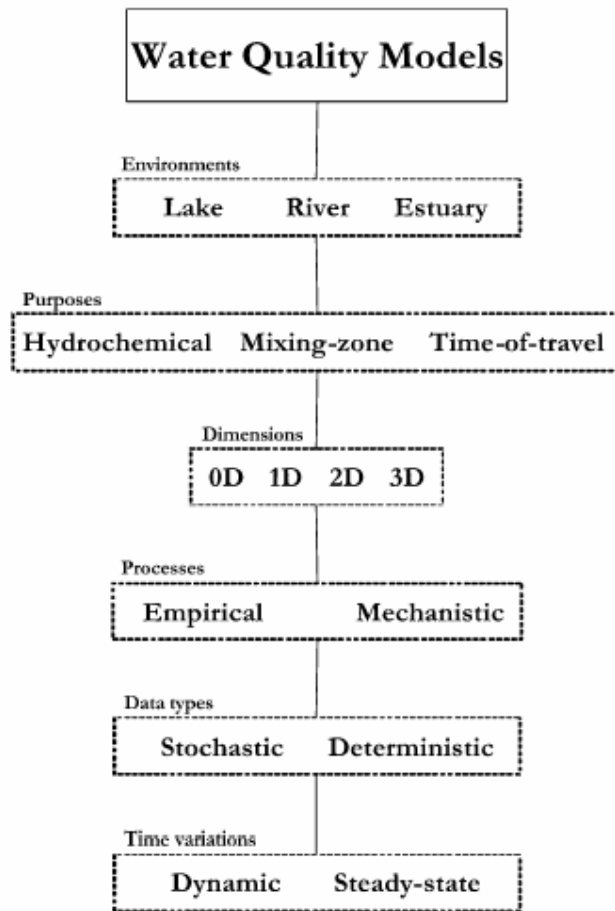 Water Quality Models
Environments
Lake River Estuary
Purposes
Hydrochemical Mixing-zone Time-of-travel
Dimensions
0D 1D 2D 3D
Processes
Empirical Mechanistic
Data types
Stochastic Deterministic
Time variations
Dynamic Steady-state